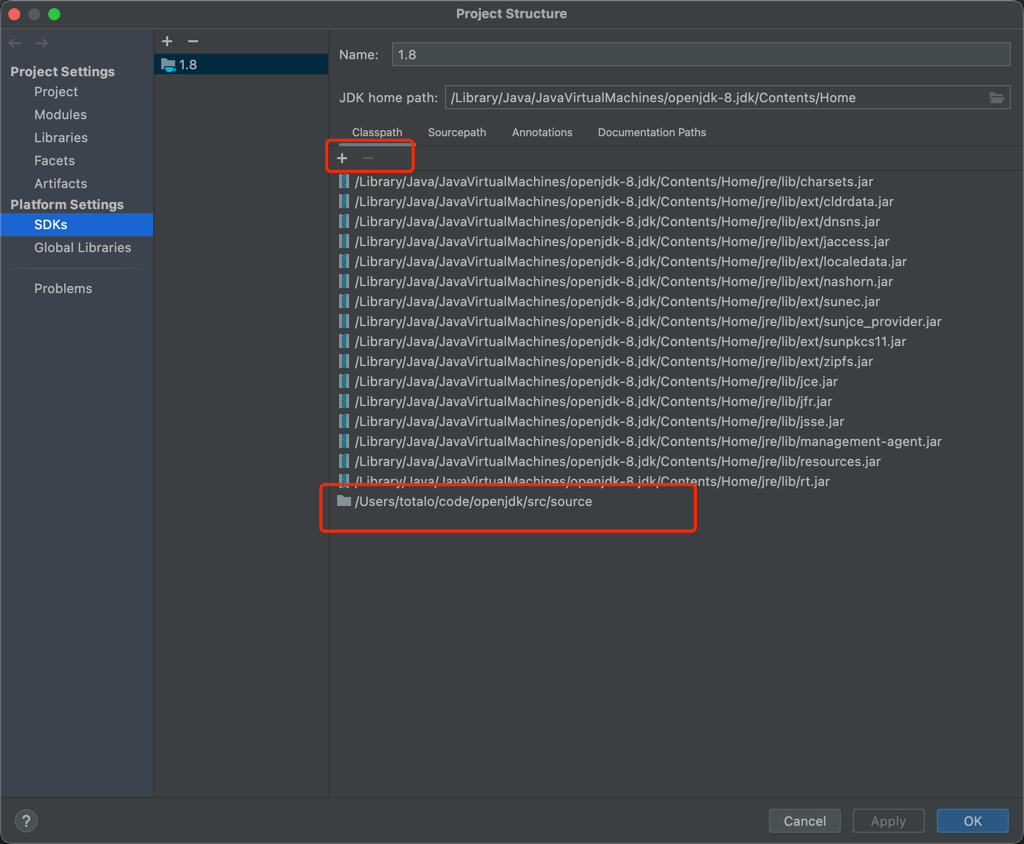 Project Structure
Project Settings
Project
Modules
Libraries
Facets
Artifacts
Platform Settings
SDKs
Global Libraries
Problems
1.8
Name: 1.8
JDK home path: /Library/Java/JavaVirtualMachines/openjdk-8.jdk/Contents/Home
Classpath Sourcepath Annotations Documentation Paths
/Library/Java/JavaVirtualMachines/openjdk-8.jdk/Contents/Home/jre/lib/charsets.jar
/Library/Java/JavaVirtualMachines/openjdk-8.jdk/Contents/Home/jre/lib/ext/cldrdata.jar
/Library/Java/JavaVirtualMachines/openjdk-8.jdk/Contents/Home/jre/lib/ext/dnsns.jar
/Library/Java/JavaVirtualMachines/openjdk-8.jdk/Contents/Home/jre/lib/ext/jaccess.jar
/Library/Java/JavaVirtualMachines/openjdk-8.jdk/Contents/Home/jre/lib/ext/localedata.jar
/Library/Java/JavaVirtualMachines/openjdk-8.jdk/Contents/Home/jre/lib/ext/nashorn.jar
/Library/Java/JavaVirtualMachines/openjdk-8.jdk/Contents/Home/jre/lib/ext/sunec.jar
/Library/Java/JavaVirtualMachines/openjdk-8.jdk/Contents/Home/jre/lib/ext/sunjce_provider.jar
/Library/Java/JavaVirtualMachines/openjdk-8.jdk/Contents/Home/jre/lib/ext/sunpkcs11.jar
/Library/Java/JavaVirtualMachines/openjdk-8.jdk/Contents/Home/jre/lib/ext/zipfs.jar
/Library/Java/JavaVirtualMachines/openjdk-8.jdk/Contents/Home/jre/lib/jce.jar
/Library/Java/JavaVirtualMachines/openjdk-8.jdk/Contents/Home/jre/lib/jfr.jar
/Library/Java/JavaVirtualMachines/openjdk-8.jdk/Contents/Home/jre/lib/jsse.jar
/Library/Java/JavaVirtualMachines/openjdk-8.jdk/Contents/Home/jre/lib/management-agent.jar
/Library/Java/JavaVirtualMachines/openjdk-8.jdk/Contents/Home/jre/lib/resources.jar
/Library/Java/JavaVirtualMachines/openjdk-8.jdk/Contents/Home/jre/lib/rt.jar
/Users/totalo/code/openjdk/src/source
? Cancel Apply OK